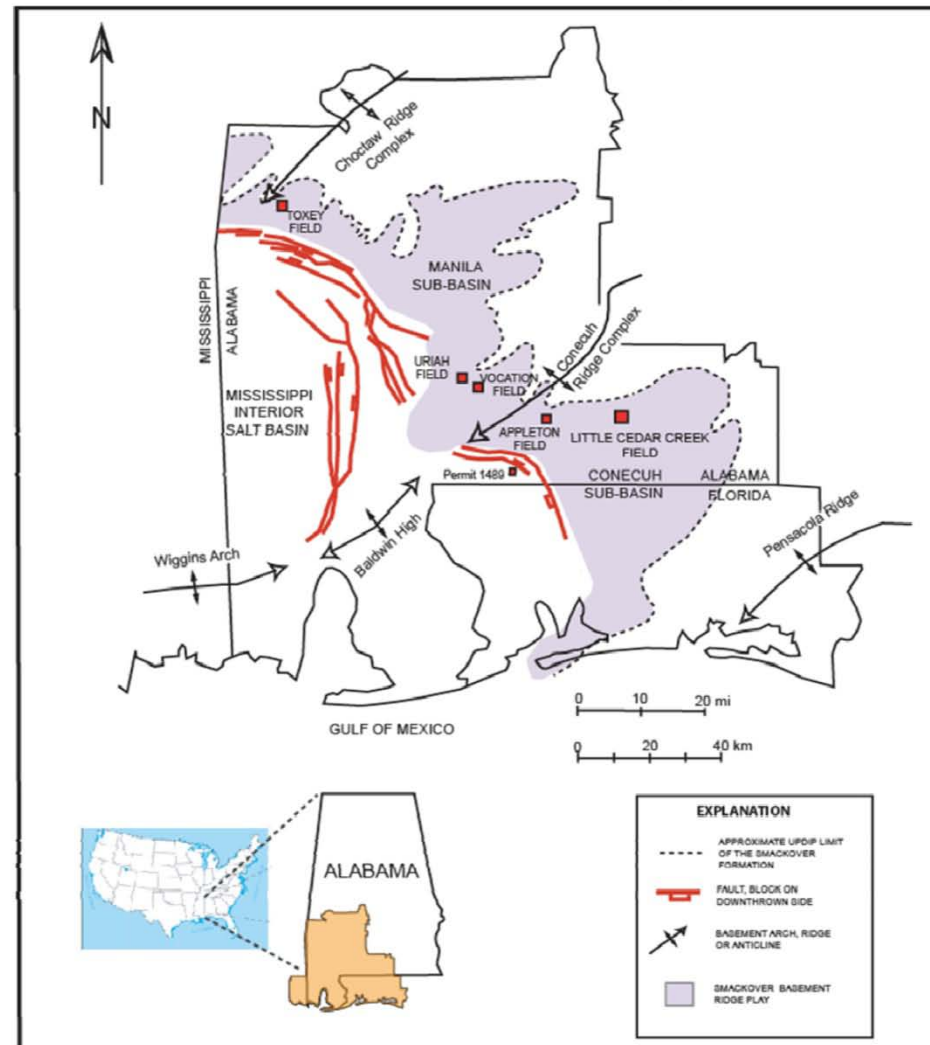 N
Choctaw Ridge
Complex
TOXEY
FIELD
MANILA
SUB-BASIN
MISSISSIPPI
ALABAMA
Conecuh
Ridge Complex
URIAH
FIELD
VOCATION
FIELD
MISSISSIPPI
INTERIOR
SALT BASIN
APPLETON
FIELD
LITTLE CEDAR CREEK
FIELD
Permit 1489
CONECUH
SUB-BASIN
ALABAMA
FLORIDA
Wiggins Arch
Baldwin High
Pensacola Ridge
0 10 20 mi
0 20 40 km
GULF OF MEXICO
ALABAMA
EXPLANATION
APPROXIMATE UPDIP LIMIT
OF THE SMACKOVER
FORMATION
FAULT, BLOCK ON
DOWNTHROWN SIDE
BASEMENT ARCH, RIDGE
OR ANTICLINE
SMACKOVER BASEMENT
RIDGE PLAY